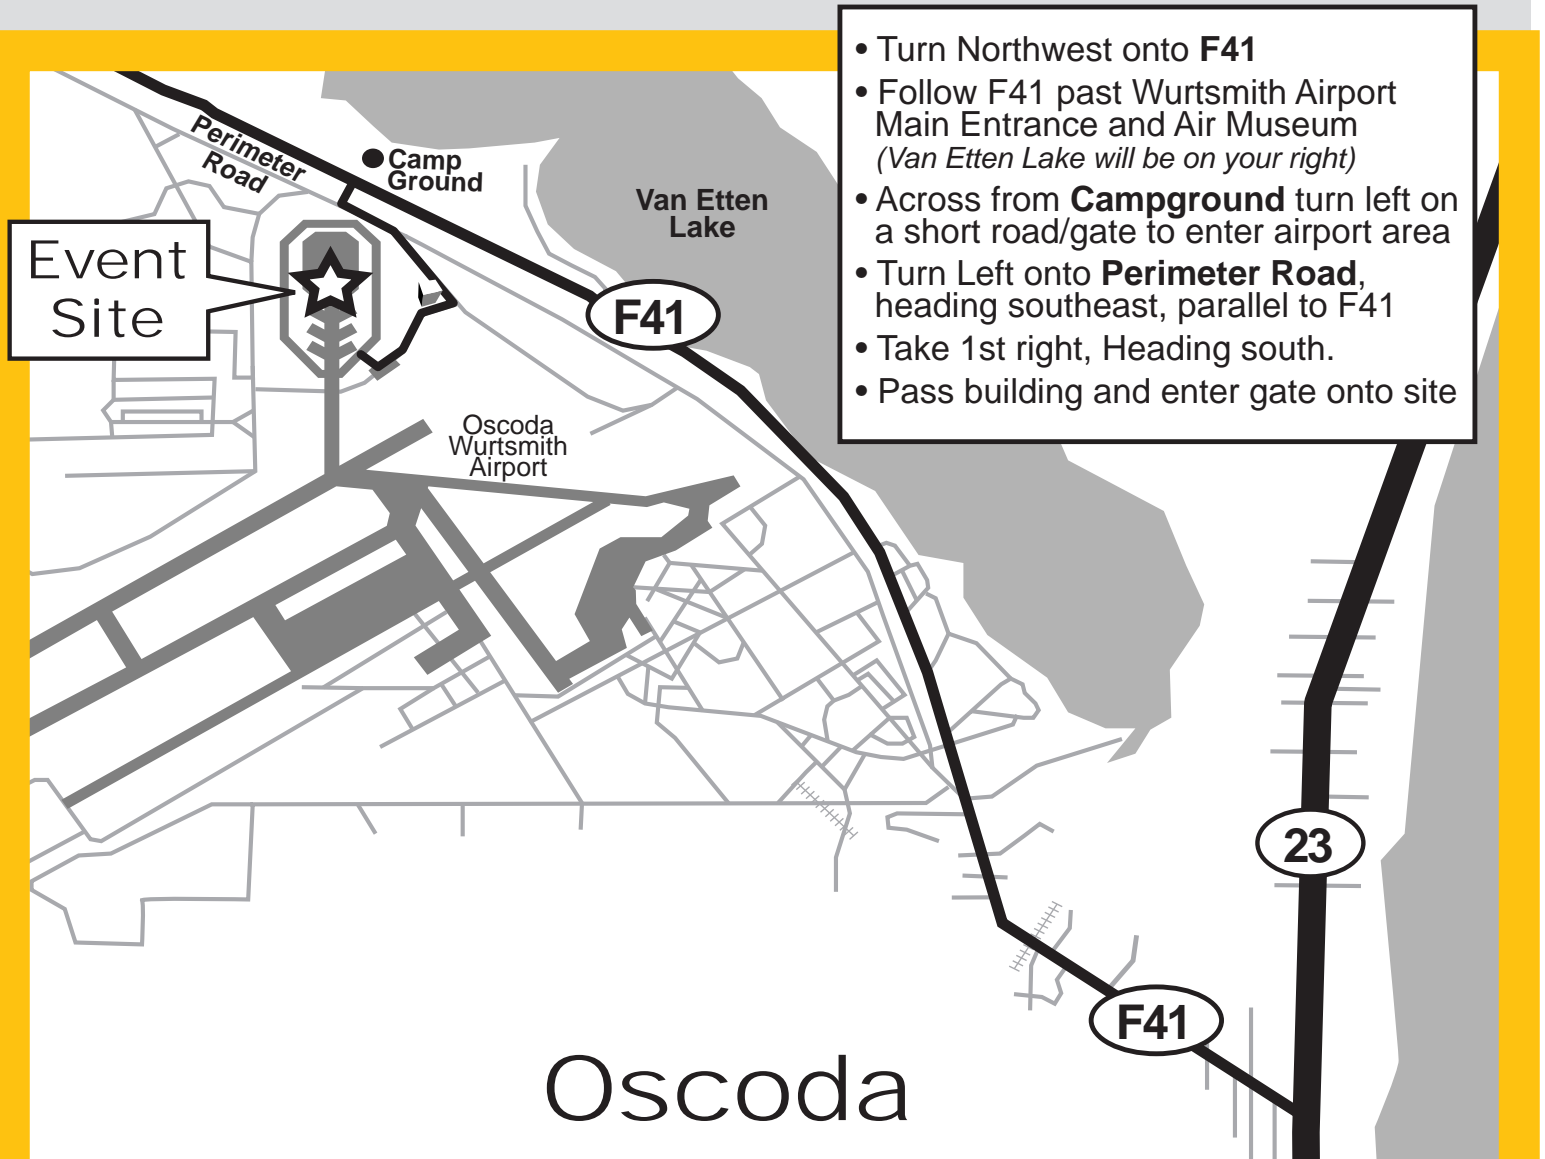 • Turn Northwest onto F41
• Follow F41 past Wurtsmith Airport
Main Entrance and Air Museum
(Van Etten Lake will be on your right)
• Across from Campground turn left on
a short road/gate to enter airport area
• Turn Left onto Perimeter Road,
heading southeast, parallel to F41
• Take 1st right, Heading south.
• Pass building and enter gate onto site
Perimeter
Road
Camp
Ground
Van Etten
Lake
Event
Site
F41
Oscoda
Wurtsmith
Airport
23
F41
Oscoda